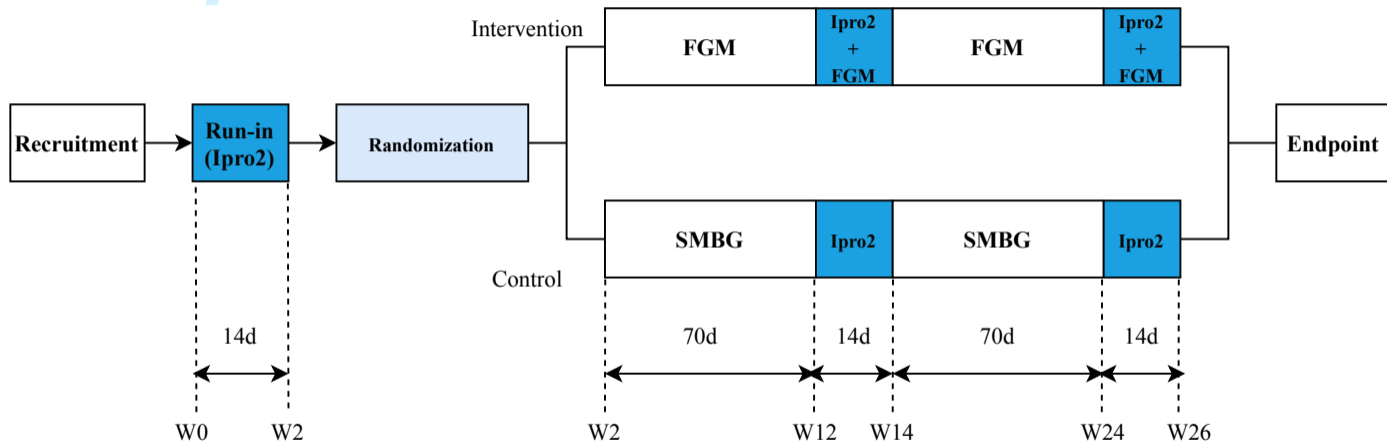 Intervention
FGM
Ipro2
+
FGM
FGM
Ipro2
+
FGM
Recruitment
Run-in
(Ipro2)
Randomization
Endpoint
SMBG
Ipro2
SMBG
Ipro2
Control
14d
70d
14d
70d
14d
W0
W2
W2
W12
W14
W24
W26